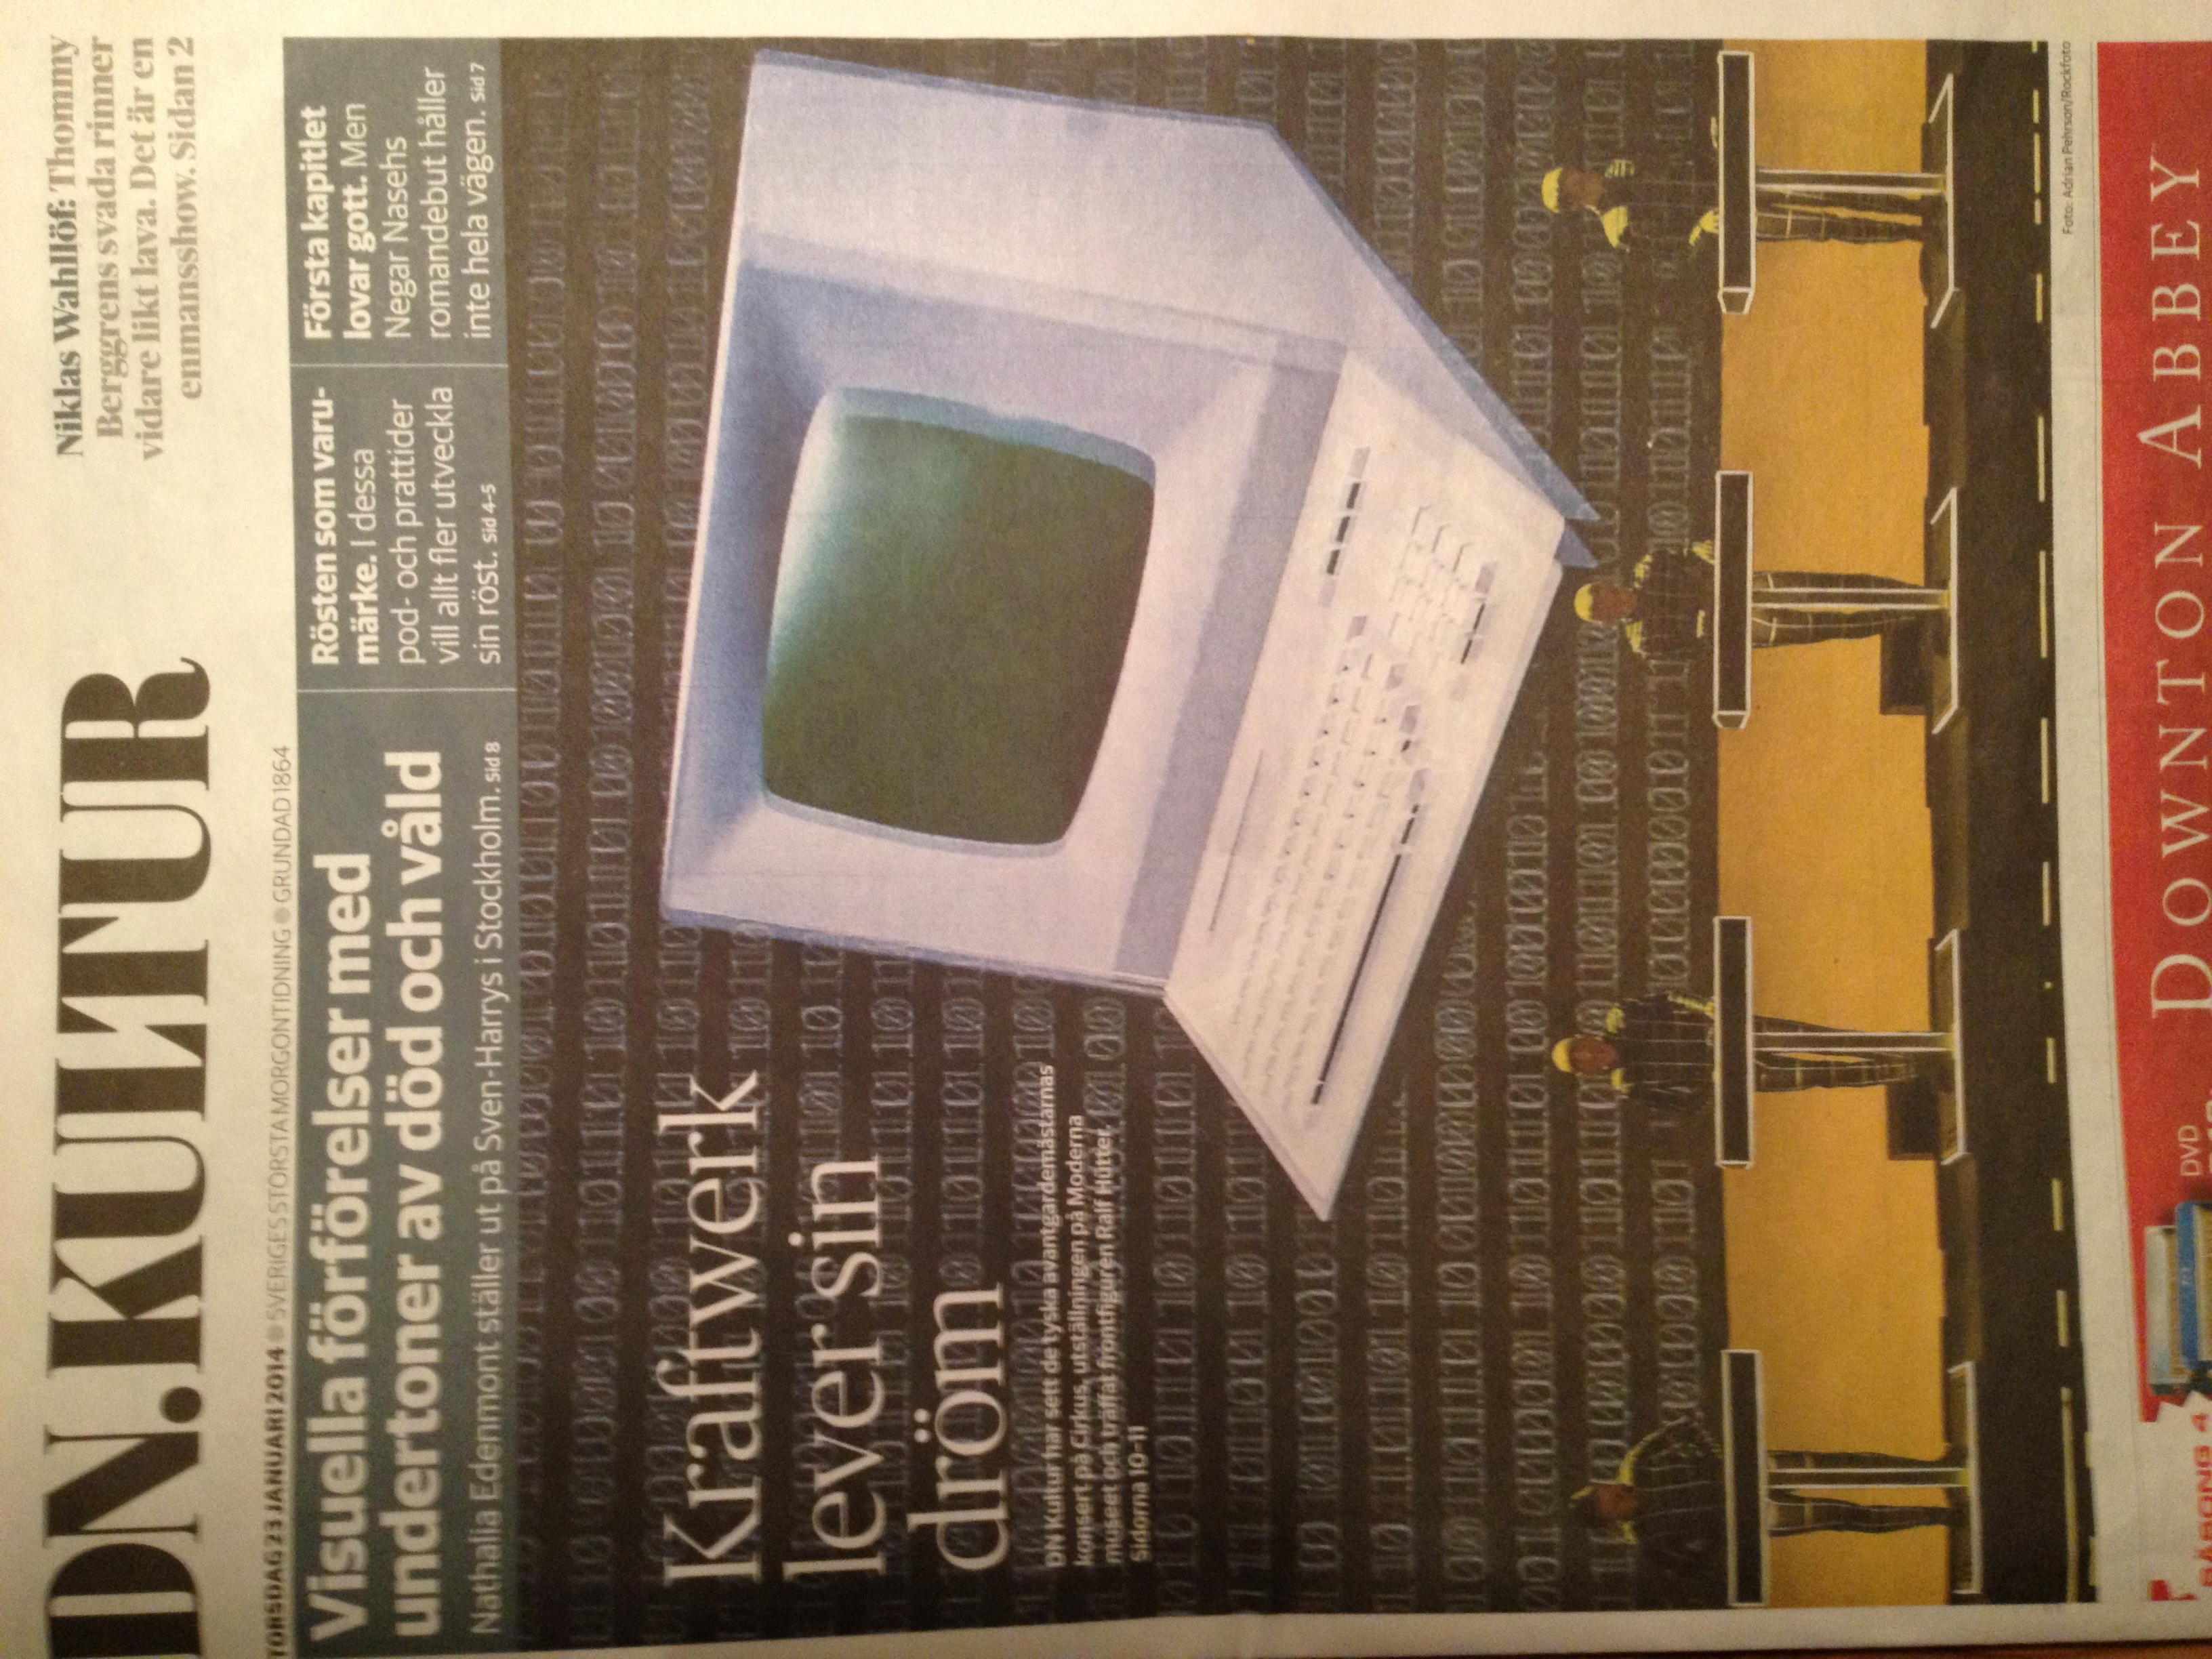 DN.KULTUR
Niklas Wahllöf: Thommy
Berggrens svada rinner
vidare likt lava. Det är en
enmansshow. Sidan 2
TORSDAG 23 JANUARI 2014 ● SVERIGES STÖRSTA MORGONTIDNING ● GRUNDAD 1864
Visuella förförelser med
undertoner av död och våld
Nathalia Edenmont ställer ut på Sven-Harrys i Stockholm. Sid 8
Rösten som varu-
märke. I dessa
pod- och prattider
vill allt fler utveckla
sin röst. Sid 4-5
Första kapitlet
lovar gott. Men
Negar Nasehs
romandebut håller
inte hela vägen. Sid 7
Kraftwerk
lever sin
dröm
DN Kultur har sett de tyska avantgardemästarnas
konsert på Cirkus, utställningen på Moderna
museet och träffat frontfiguren Ralf Hütter.
Sidorna 10-11
Foto: Adrian Pehrson/Rockfoto
SÄSONG 4
DVD
DOWNTON ABBEY